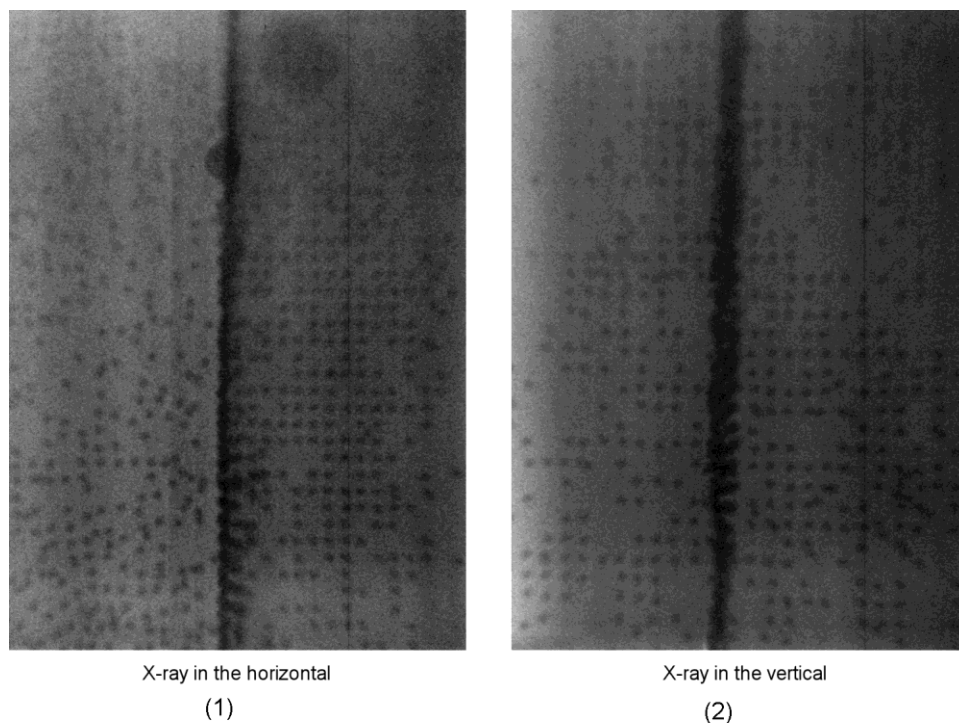 X-ray in the horizontal
(1)
X-ray in the vertical
(2)